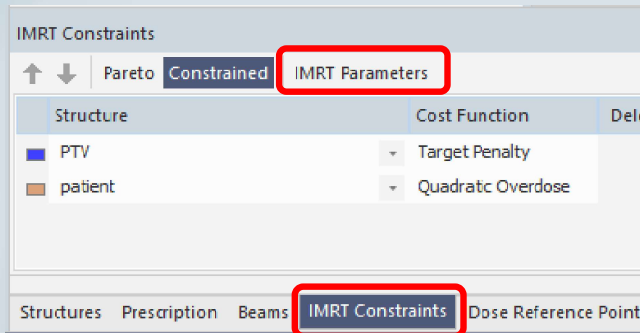 IMRT Constraints
Pareto Constrained IMRT Parameters
Structure Cost Function
PTV Target Penalty
patient Quadratic Overdose
Structures Prescription Beams IMRT Constraints Dose Reference Point